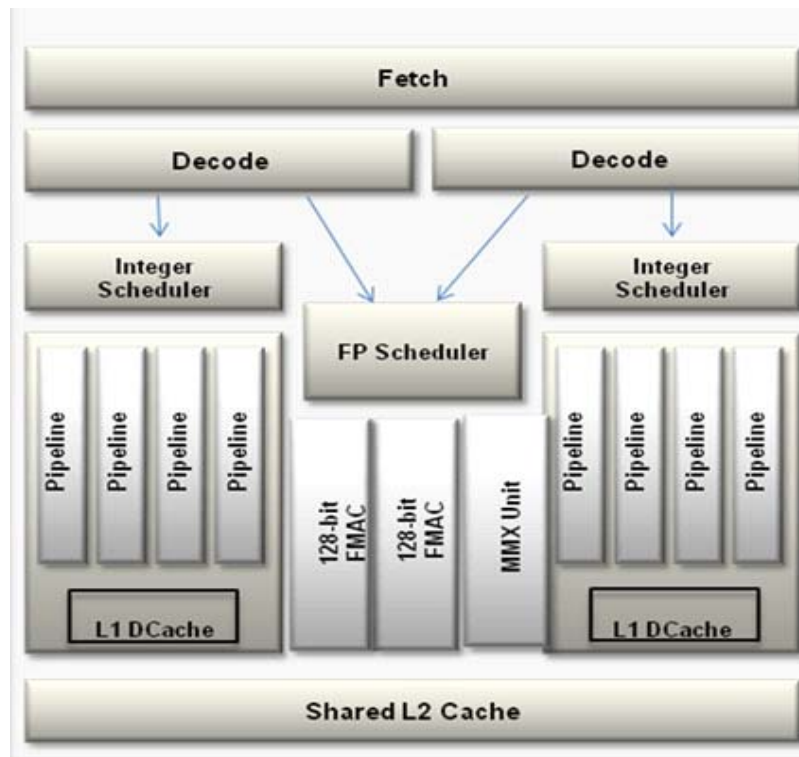 Fetch
Decode
Decode
Integer
Scheduler
Integer
Scheduler
FP Scheduler
Pipeline
Pipeline
Pipeline
Pipeline
128-bit
FMAC
128-bit
FMAC
MMX Unit
Pipeline
Pipeline
Pipeline
Pipeline
L1 DCache
L1 DCache
Shared L2 Cache